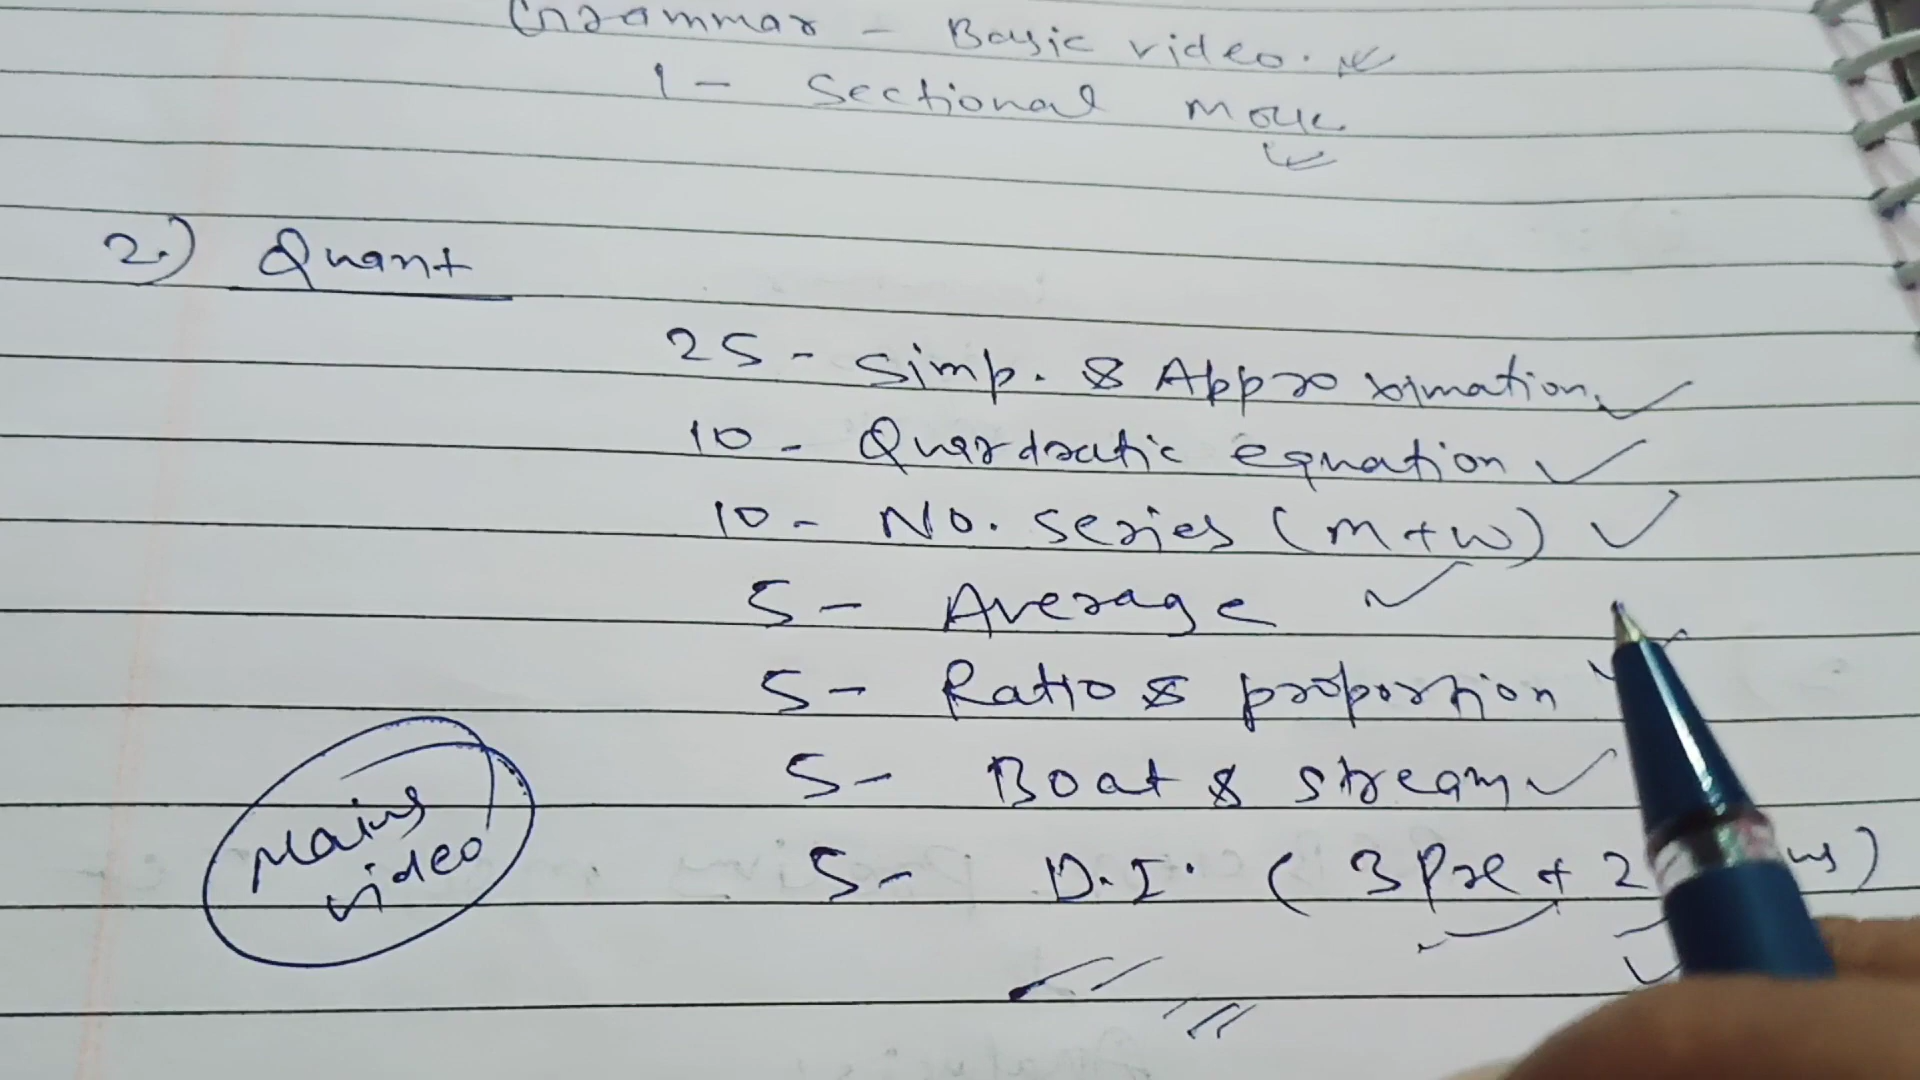 Grammar - Basic video.
1 - Sectional Mock
2.) Quant
25 - Simp. & Approximation
10 - Quardratic equation
10 - No. series (M+W)
5 - Average
5 - Ratio & proportion
5 - Boat & stream
5 - D.I. (3 Pre + 2
Mains
video